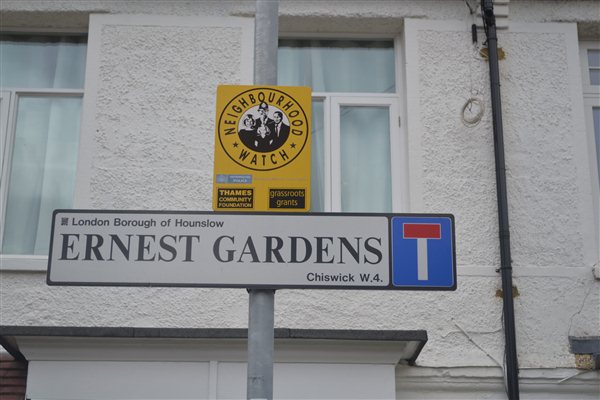 NEIGHBOURHOOD
WATCH
THAMES
COMMUNITY
FOUNDATION
grassroots
grants
London Borough of Hounslow
ERNEST GARDENS
Chiswick W.4.